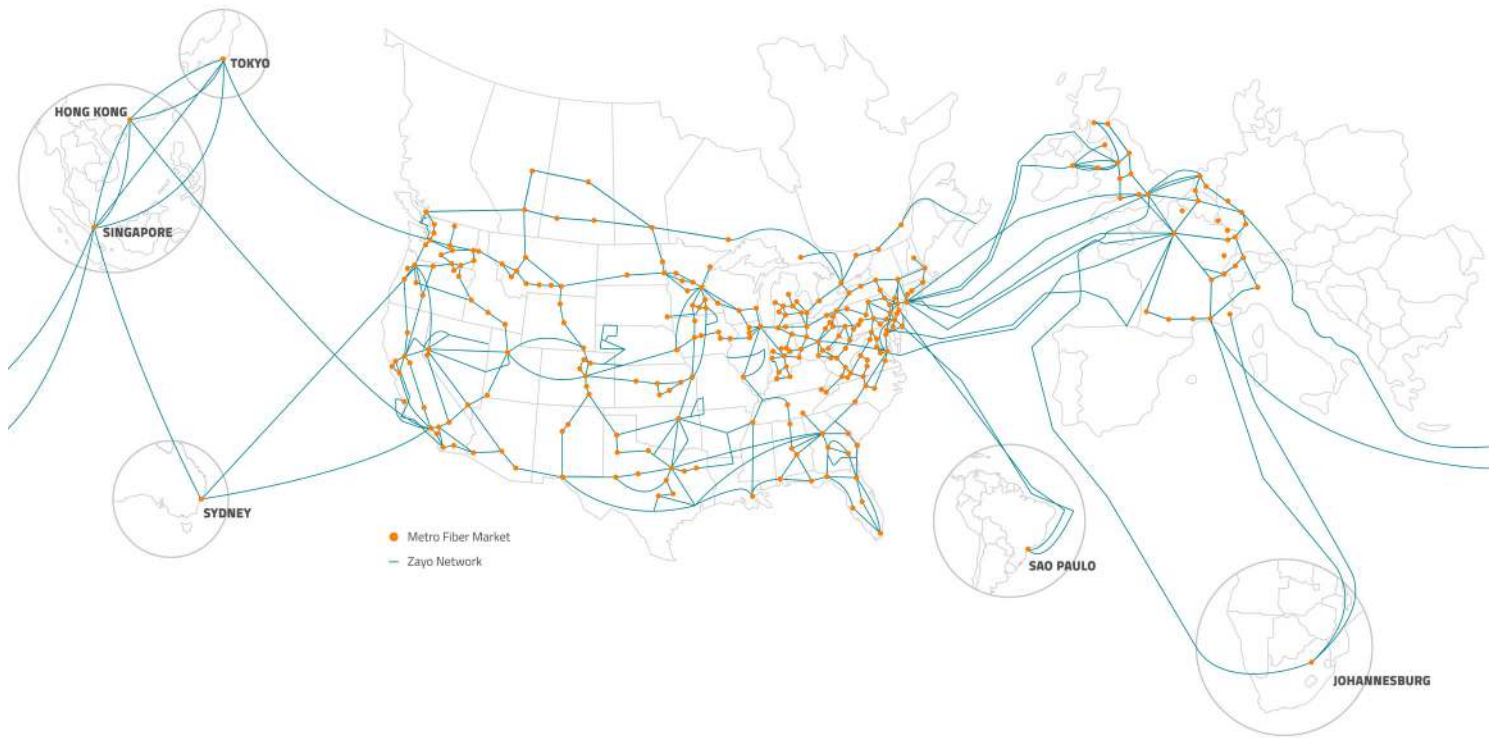 TOKYO
HONG KONG
SINGAPORE
SYDNEY
Metro Fiber Market
Zayo Network
SAO PAULO
JOHANNESBURG